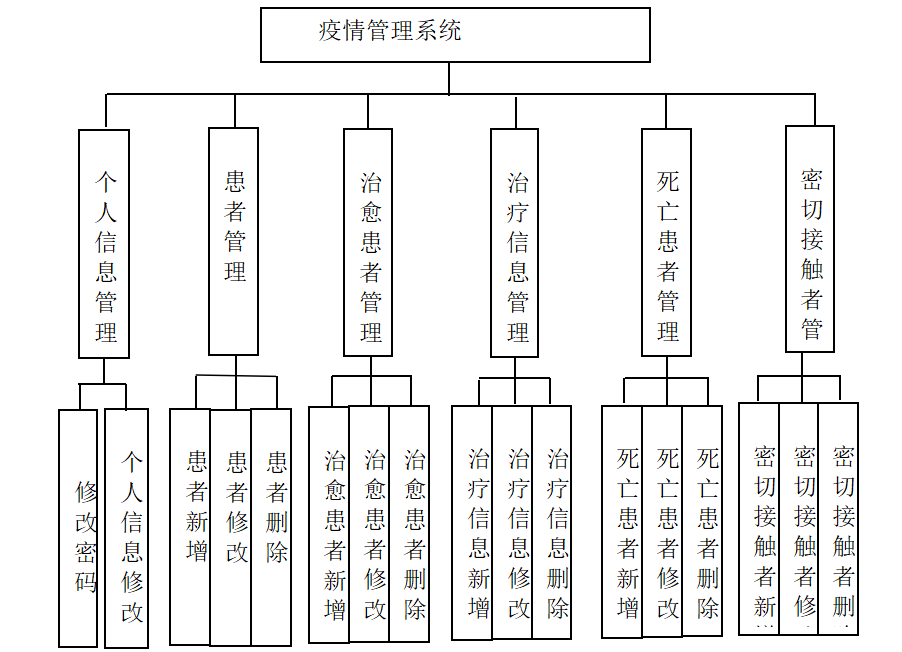 疫情管理系统
个人信息管理
患者管理
治愈患者管理
治疗信息管理
死亡患者管理
密切接触者管
修改密码
个人信息修改
患者新增
患者修改
患者删除
治愈患者新增
治愈患者修改
治愈患者删除
治疗信息新增
治疗信息修改
治疗信息删除
死亡患者新增
死亡患者修改
死亡患者删除
密切接触者新
密切接触者修
密切接触者删